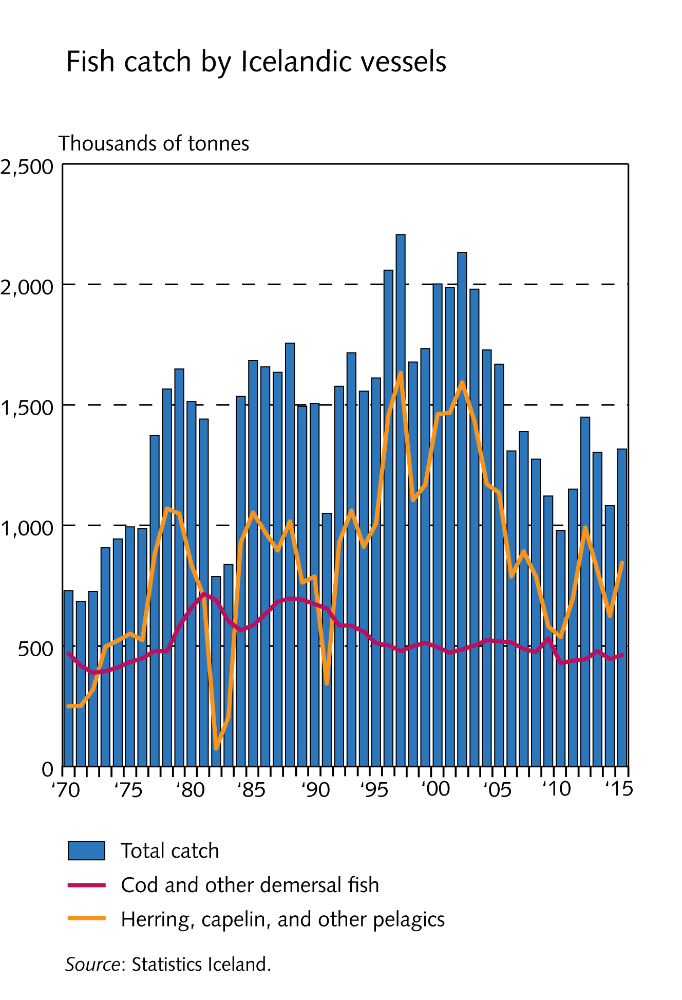 Fish catch by Icelandic vessels
Thousands of tonnes
2,500
2,000
1,500
1,000
500
0
‘70 ‘75 ‘80 ‘85 ‘90 ‘95 ‘00 ‘05 ‘10 ‘15
Total catch
Cod and other demersal fish
Herring, capelin, and other pelagics
Source: Statistics Iceland.